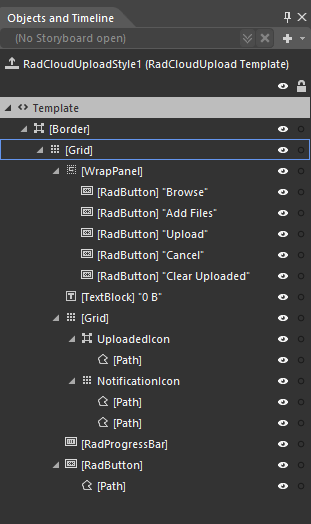 Objects and Timeline
(No Storyboard open)
RadCloudUploadStyle1 (RadCloudUpload Template)
Template
[Border]
[Grid]
[WrapPanel]
[RadButton] "Browse"
[RadButton] "Add Files"
[RadButton] "Upload"
[RadButton] "Cancel"
[RadButton] "Clear Uploaded"
[TextBlock] "0 B"
[Grid]
UploadedIcon
[Path]
NotificationIcon
[Path]
[Path]
[RadProgressBar]
[RadButton]
[Path]